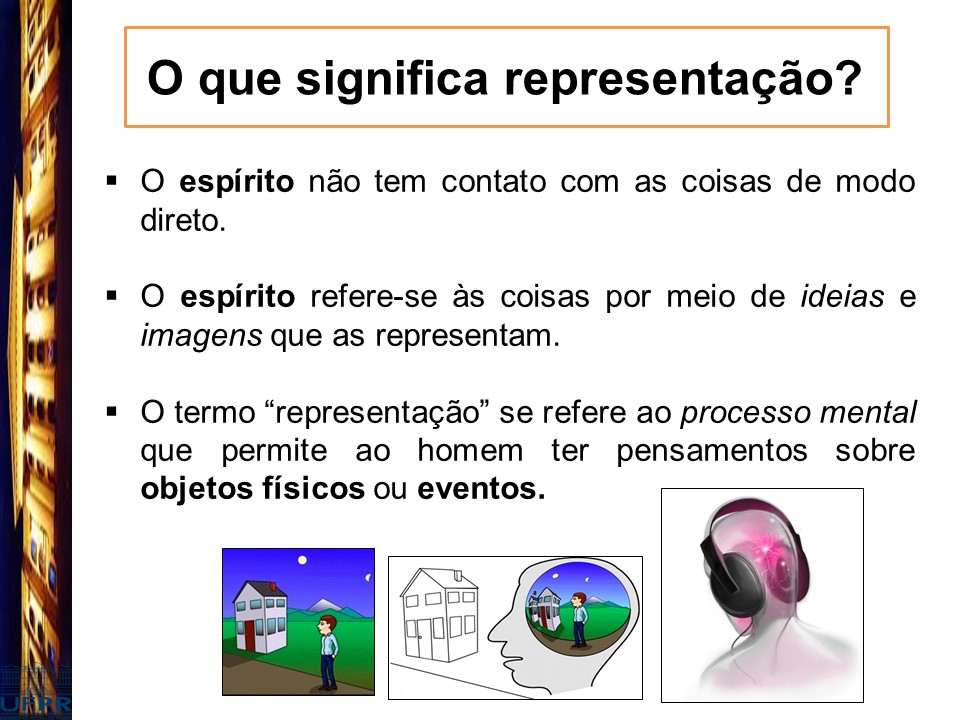 O que significa representação?
▪ O espírito não tem contato com as coisas de modo
direto.
▪ O espírito refere-se às coisas por meio de ideias e
imagens que as representam.
▪ O termo “representação” se refere ao processo mental
que permite ao homem ter pensamentos sobre
objetos físicos ou eventos.
UFPR